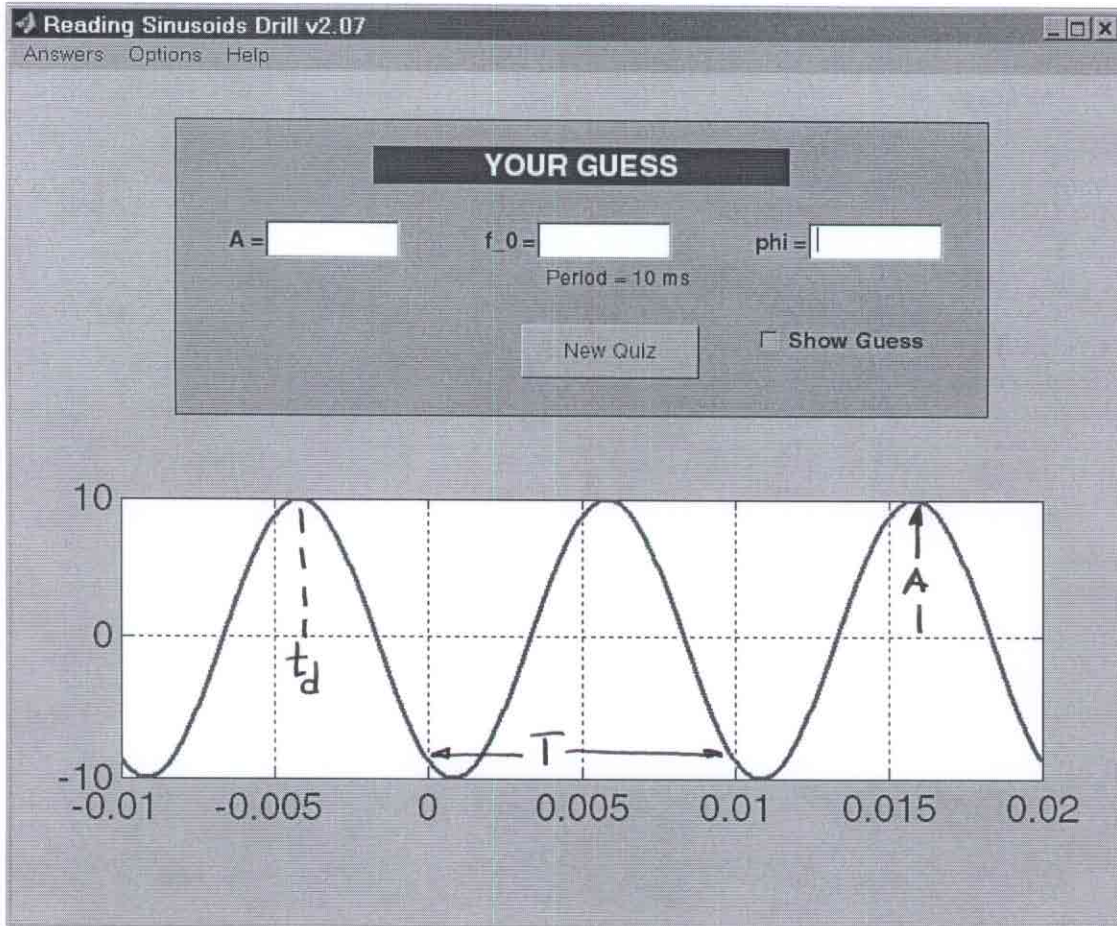 Reading Sinusoids Drill v2.07
Answers Options Help
YOUR GUESS
A = f_0 = phi =
Period = 10 ms
New Quiz Show Guess
10
0
-10
A
t_d
T
-0.01 -0.005 0 0.005 0.01 0.015 0.02